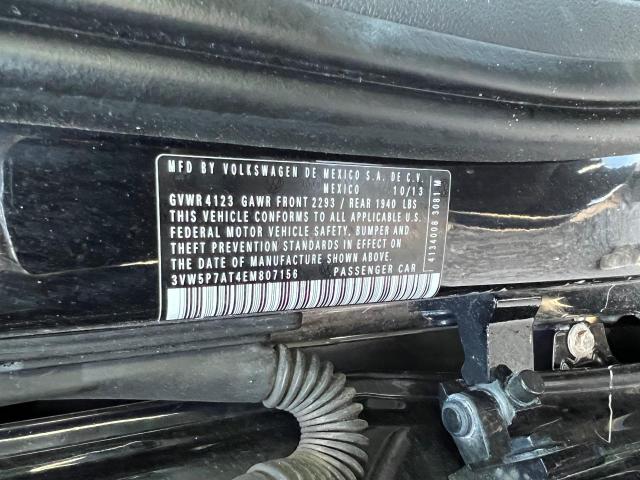 MFD BY VOLKSWAGEN DE MEXICO S.A. DE C.V.
MEXICO 10/13
GVWR 4123 GAWR FRONT 2293 / REAR 1940 LBS
THIS VEHICLE CONFORMS TO ALL APPLICABLE U.S.
FEDERAL MOTOR VEHICLE SAFETY, BUMPER AND
THEFT PREVENTION STANDARDS IN EFFECT ON
THE DATE OF MANUFACTURE SHOWN ABOVE.
3VW5P7AT4EM807156 PASSENGER CAR
4134008 3081 M